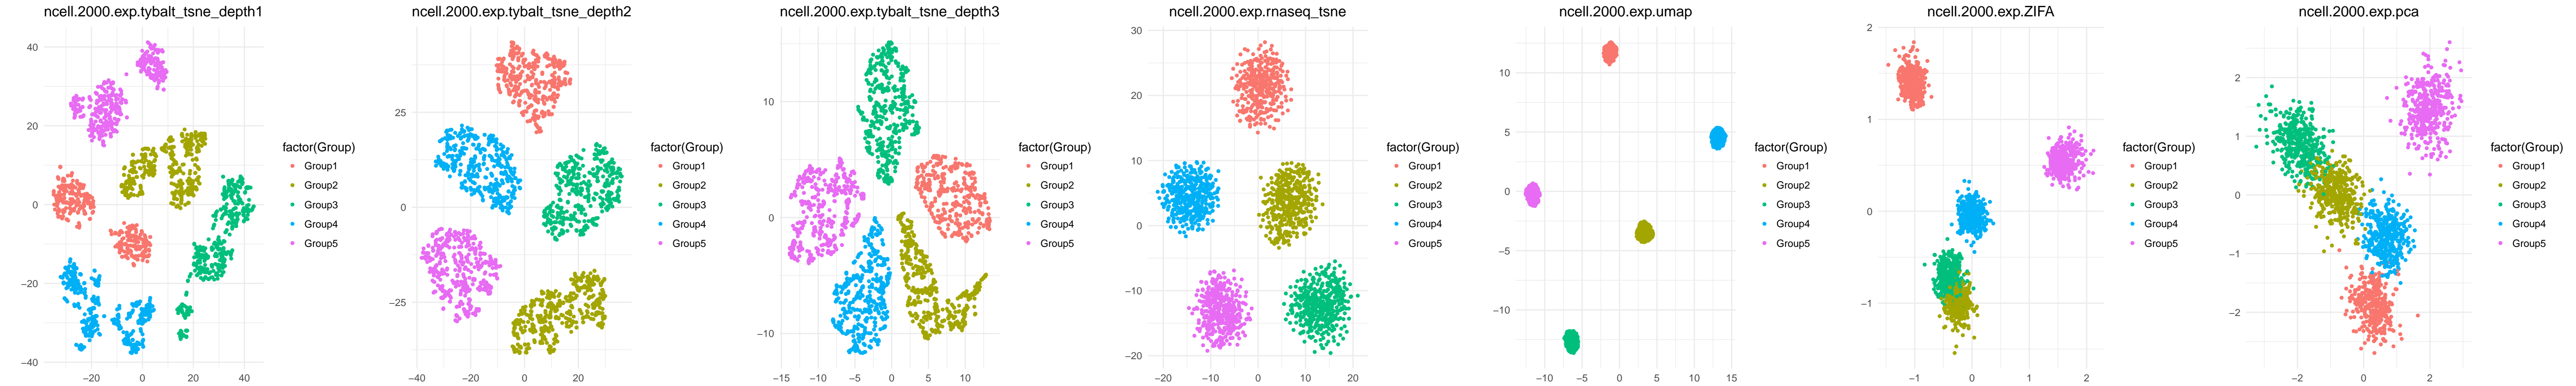 ncell.2000.exp.tybalt_tsne_depth1
40
20
0
−20
−40
−20
0
20
40
factor(Group)
Group1
Group2
Group3
Group4
Group5
ncell.2000.exp.tybalt_tsne_depth2
25
0
−25
−40
−20
0
20
factor(Group)
Group1
Group2
Group3
Group4
Group5
ncell.2000.exp.tybalt_tsne_depth3
10
0
−10
−15
−10
−5
0
5
10
factor(Group)
Group1
Group2
Group3
Group4
Group5
ncell.2000.exp.rnaseq_tsne
30
20
10
0
−10
−20
−20
−10
0
10
20
factor(Group)
Group1
Group2
Group3
Group4
Group5
ncell.2000.exp.umap
10
5
0
−5
−10
−10
−5
0
5
10
15
factor(Group)
Group1
Group2
Group3
Group4
Group5
ncell.2000.exp.ZIFA
2
1
0
−1
−1
0
1
2
factor(Group)
Group1
Group2
Group3
Group4
Group5
ncell.2000.exp.pca
2
1
0
−1
−2
−2
0
2
factor(Group)
Group1
Group2
Group3
Group4
Group5